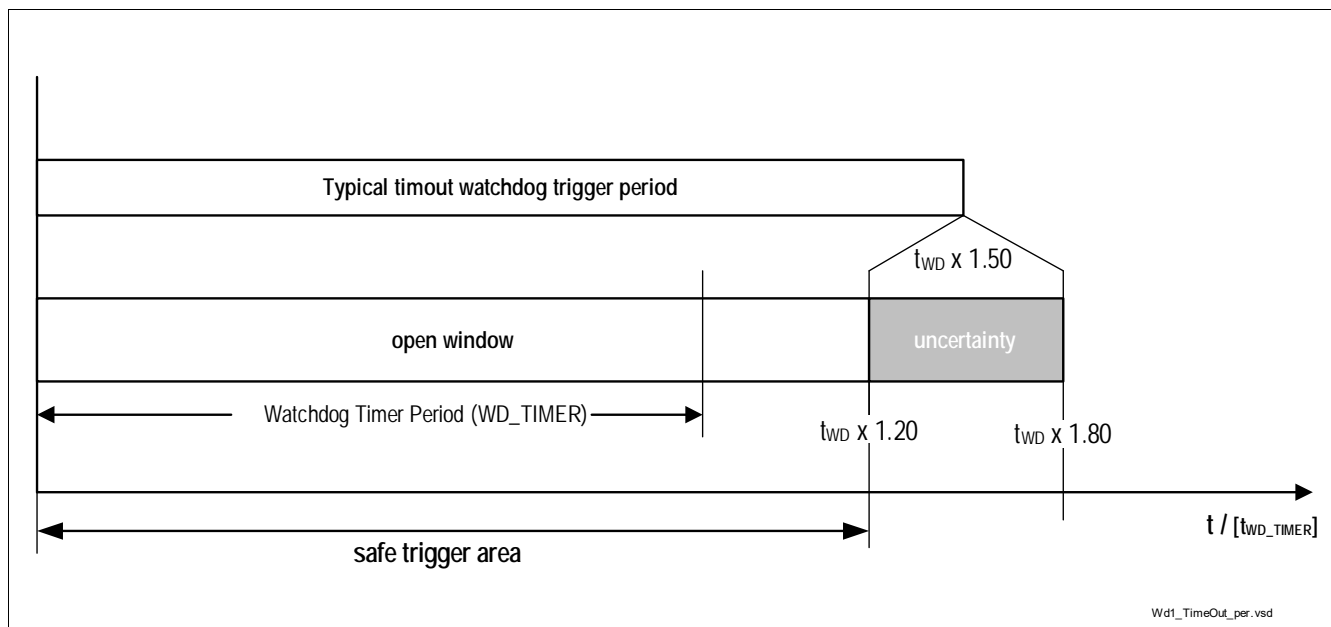 Typical timout watchdog trigger period
tWD x 1.50
open window
uncertainty
Watchdog Timer Period (WD_TIMER)
tWD x 1.20
tWD x 1.80
t / [tWD_TIMER]
safe trigger area
Wd1_TimeOut_per.vsd